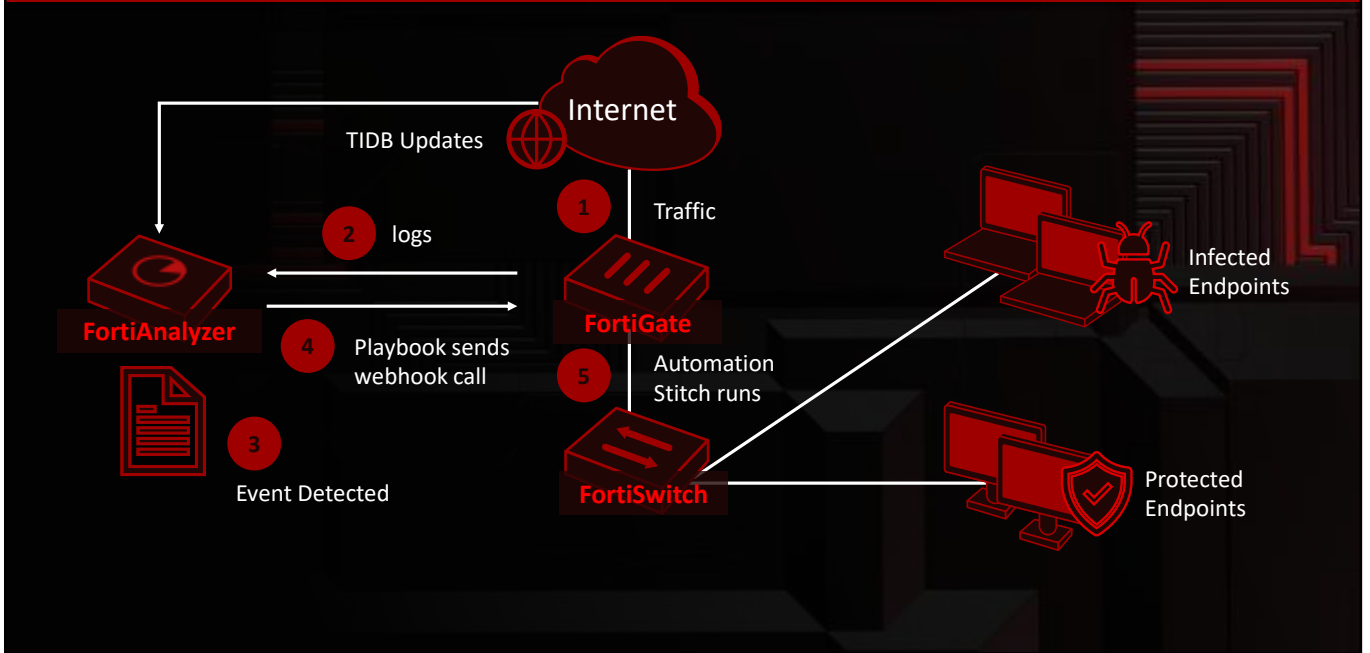 Internet
TIDB Updates
1
Traffic
2
logs
FortiAnalyzer
FortiGate
4
Playbook sends
webhook call
5
Automation
Stitch runs
3
Event Detected
FortiSwitch
Infected
Endpoints
Protected
Endpoints